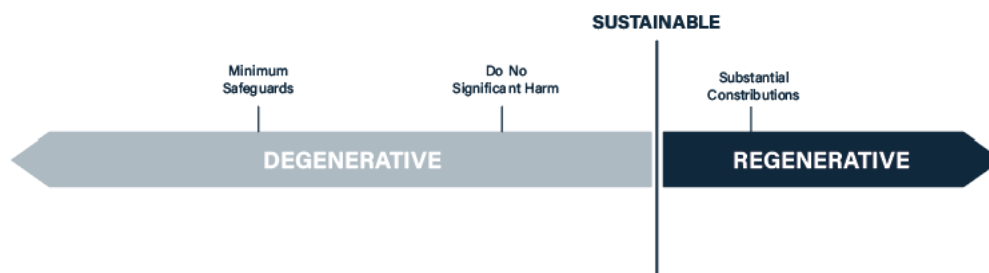 SUSTAINABLE
Minimum
Safeguards
Do No
Significant Harm
Substantial
Constributions
DEGENERATIVE
REGENERATIVE